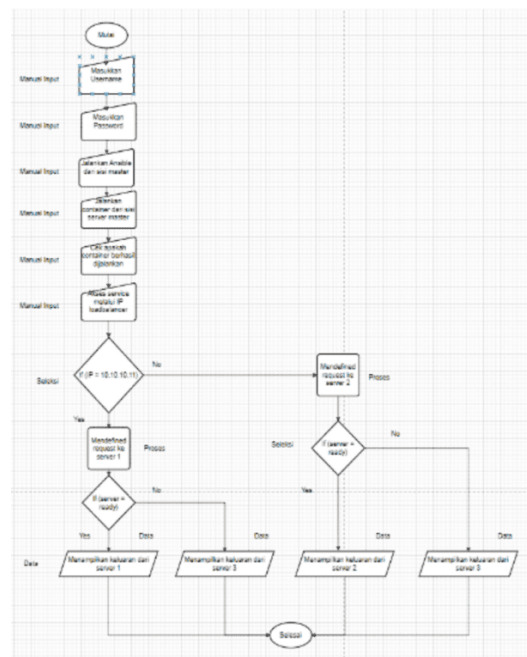 Mulai
Masukkan
Username
Manual Input
Masukkan
Password
Manual Input
Jalankan Ansible
dari sisi master
Manual Input
Jalankan
container dari sisi
server master
Manual Input
Cek apakah
container berhasil
dijalankan
Manual Input
Akses service
melalui IP
loadbalancer
Manual Input
If (IP = 10.10.10.11)
Seleksi
No
Mendefined
request ke
server 2
Proses
Yes
Mendefined
request ke
server 1
Proses
Seleksi
If (server =
ready)
No
If (server =
ready)
No
Yes
Yes
Data
Data
Data
Data
Data
Menampilkan keluaran dari
server 1
Menampilkan keluaran dari
server 3
Menampilkan keluaran dari
server 2
Menampilkan keluaran dari
server 3
Selesai